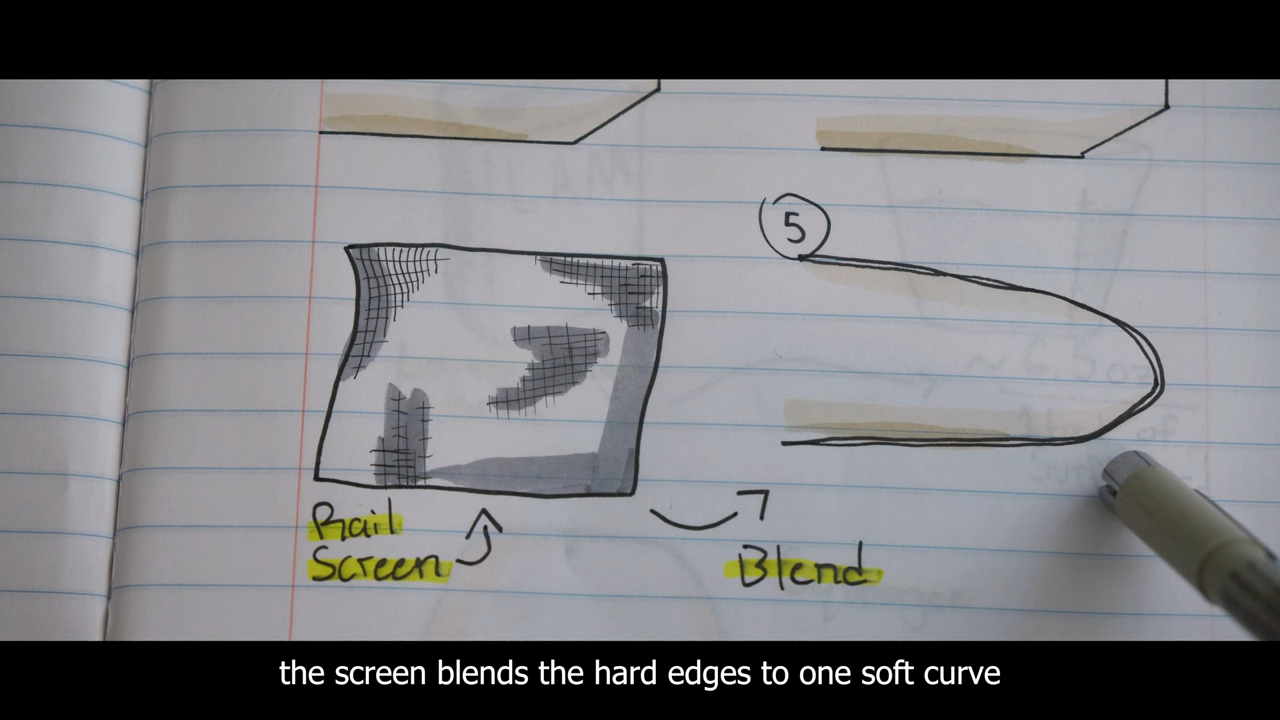 5
Rail
Screen
Blend
the screen blends the hard edges to one soft curve